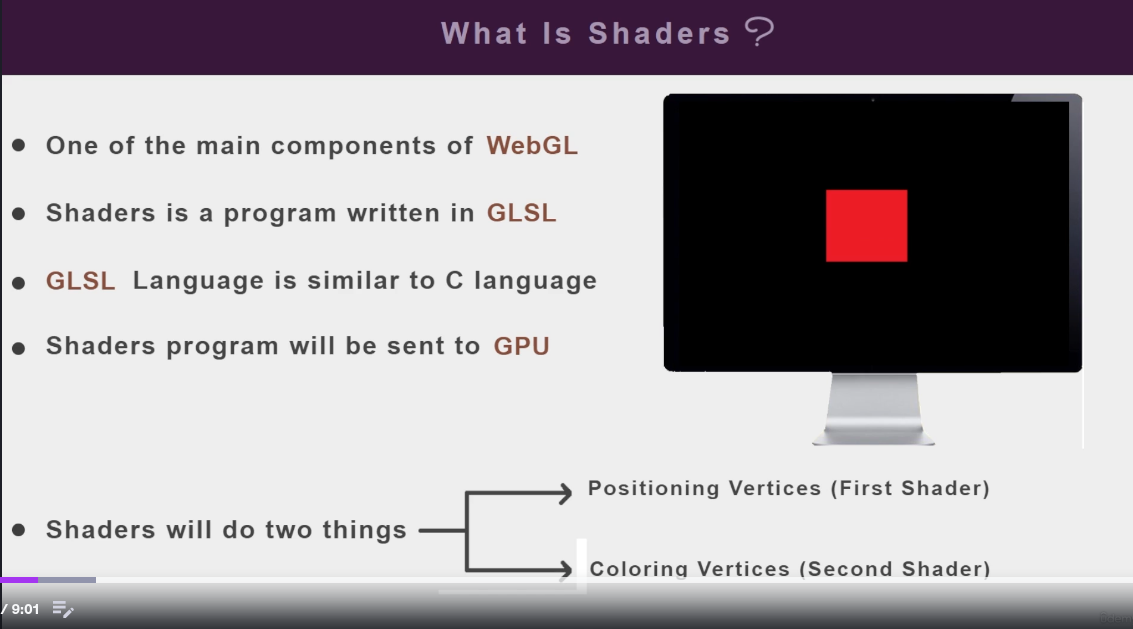 What Is Shaders ?
One of the main components of WebGL
Shaders is a program written in GLSL
GLSL Language is similar to C language
Shaders program will be sent to GPU
Shaders will do two things
Positioning Vertices (First Shader)
Coloring Vertices (Second Shader)
/ 9:01